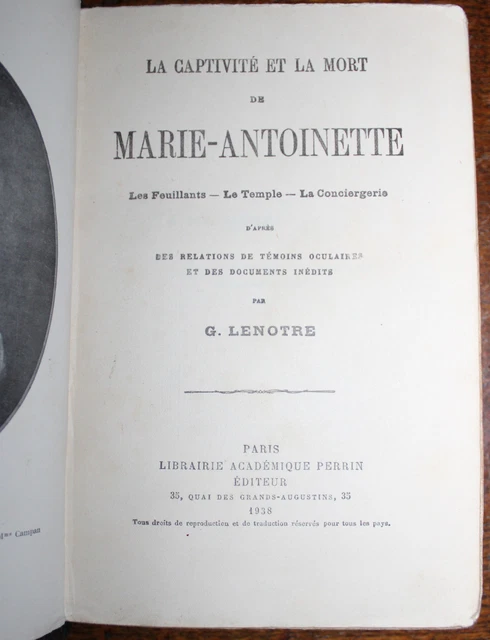 LA CAPTIVITÉ ET LA MORT
DE
MARIE-ANTOINETTE
Les Feuillants — Le Temple — La Conciergerie
D'APRÈS
DES RELATIONS DE TÉMOINS OCULAIRES
ET DES DOCUMENTS INÉDITS
PAR
G. LENOTRE
PARIS
LIBRAIRIE ACADÉMIQUE PERRIN
ÉDITEUR
35, QUAI DES GRANDS-AUGUSTINS, 35
1938
Tous droits de reproduction et de traduction réservés pour tous les pays.
Campan